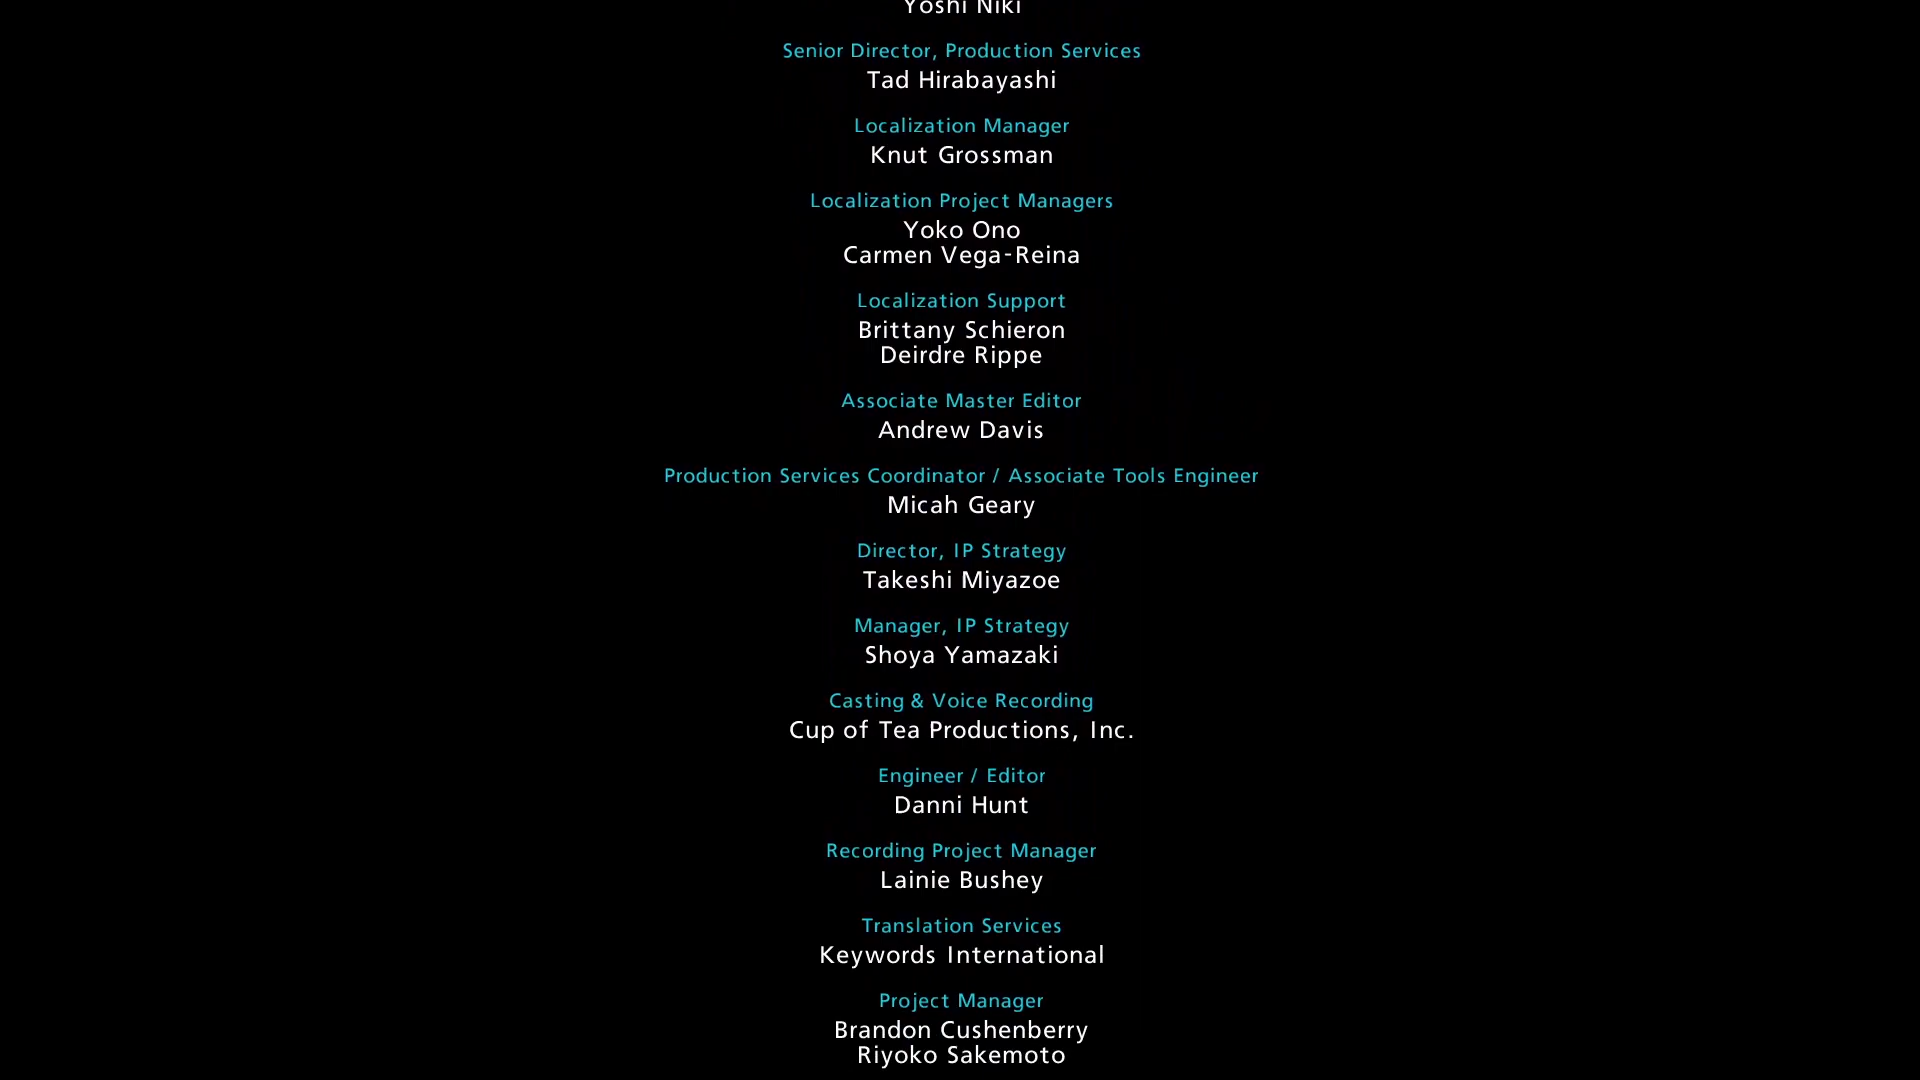 Yoshi Niki
Senior Director, Production Services
Tad Hirabayashi
Localization Manager
Knut Grossman
Localization Project Managers
Yoko Ono
Carmen Vega-Reina
Localization Support
Brittany Schieron
Deirdre Rippe
Associate Master Editor
Andrew Davis
Production Services Coordinator / Associate Tools Engineer
Micah Geary
Director, IP Strategy
Takeshi Miyazoe
Manager, IP Strategy
Shoya Yamazaki
Casting & Voice Recording
Cup of Tea Productions, Inc.
Engineer / Editor
Danni Hunt
Recording Project Manager
Lainie Bushey
Translation Services
Keywords International
Project Manager
Brandon Cushenberry
Riyoko Sakemoto